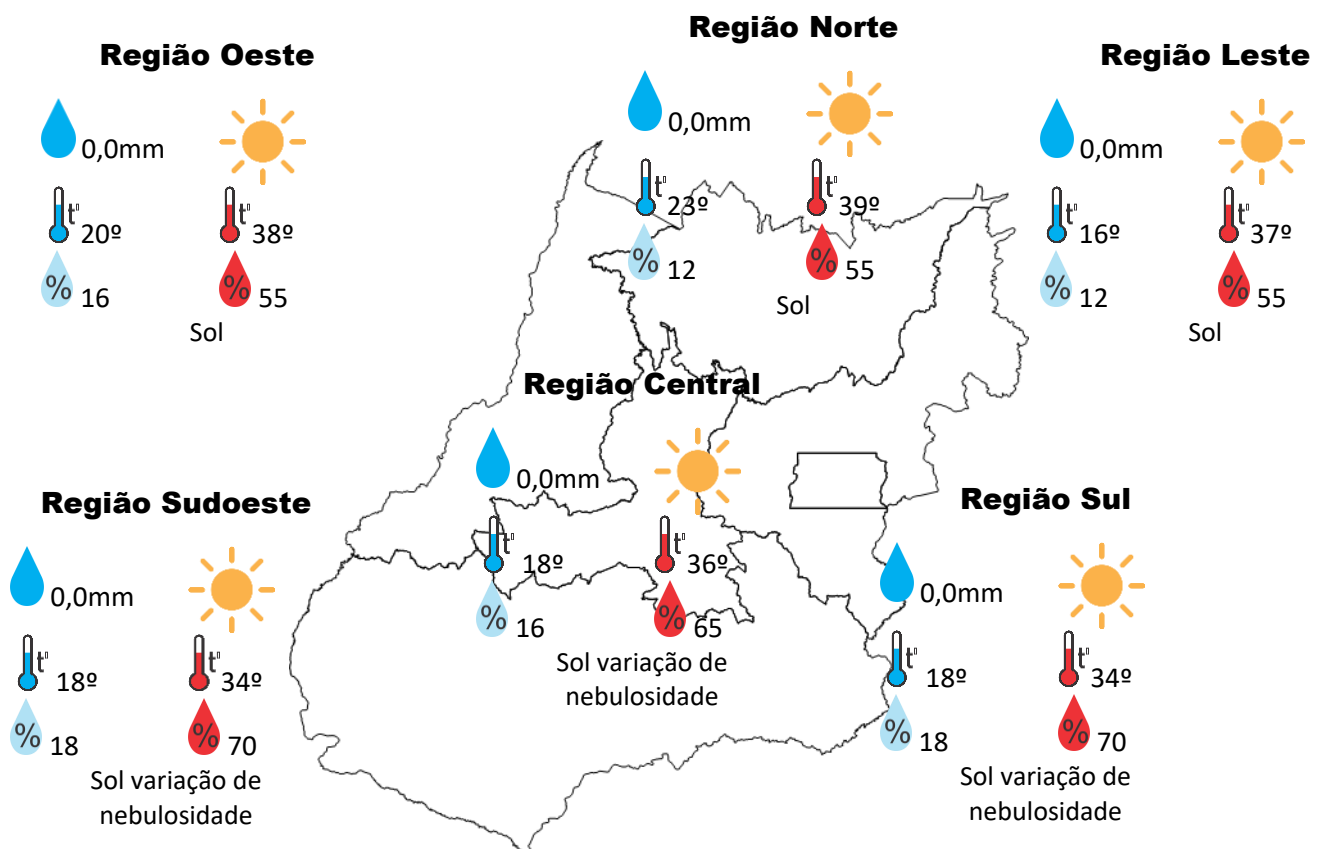 Região Oeste
0,0mm
t°
20º
38º
%
16
%
55
Sol
Região Norte
0,0mm
t°
23º
t°
39º
%
12
%
55
Sol
Região Leste
0,0mm
t°
16º
t°
37º
%
12
%
55
Sol
Região Central
0,0mm
t°
18º
t°
36º
%
16
%
65
Sol variação de
nebulosidade
Região Sudoeste
0,0mm
t°
18º
t°
34º
%
18
%
70
Sol variação de
nebulosidade
Região Sul
0,0mm
t°
18º
t°
34º
%
18
%
70
Sol variação de
nebulosidade